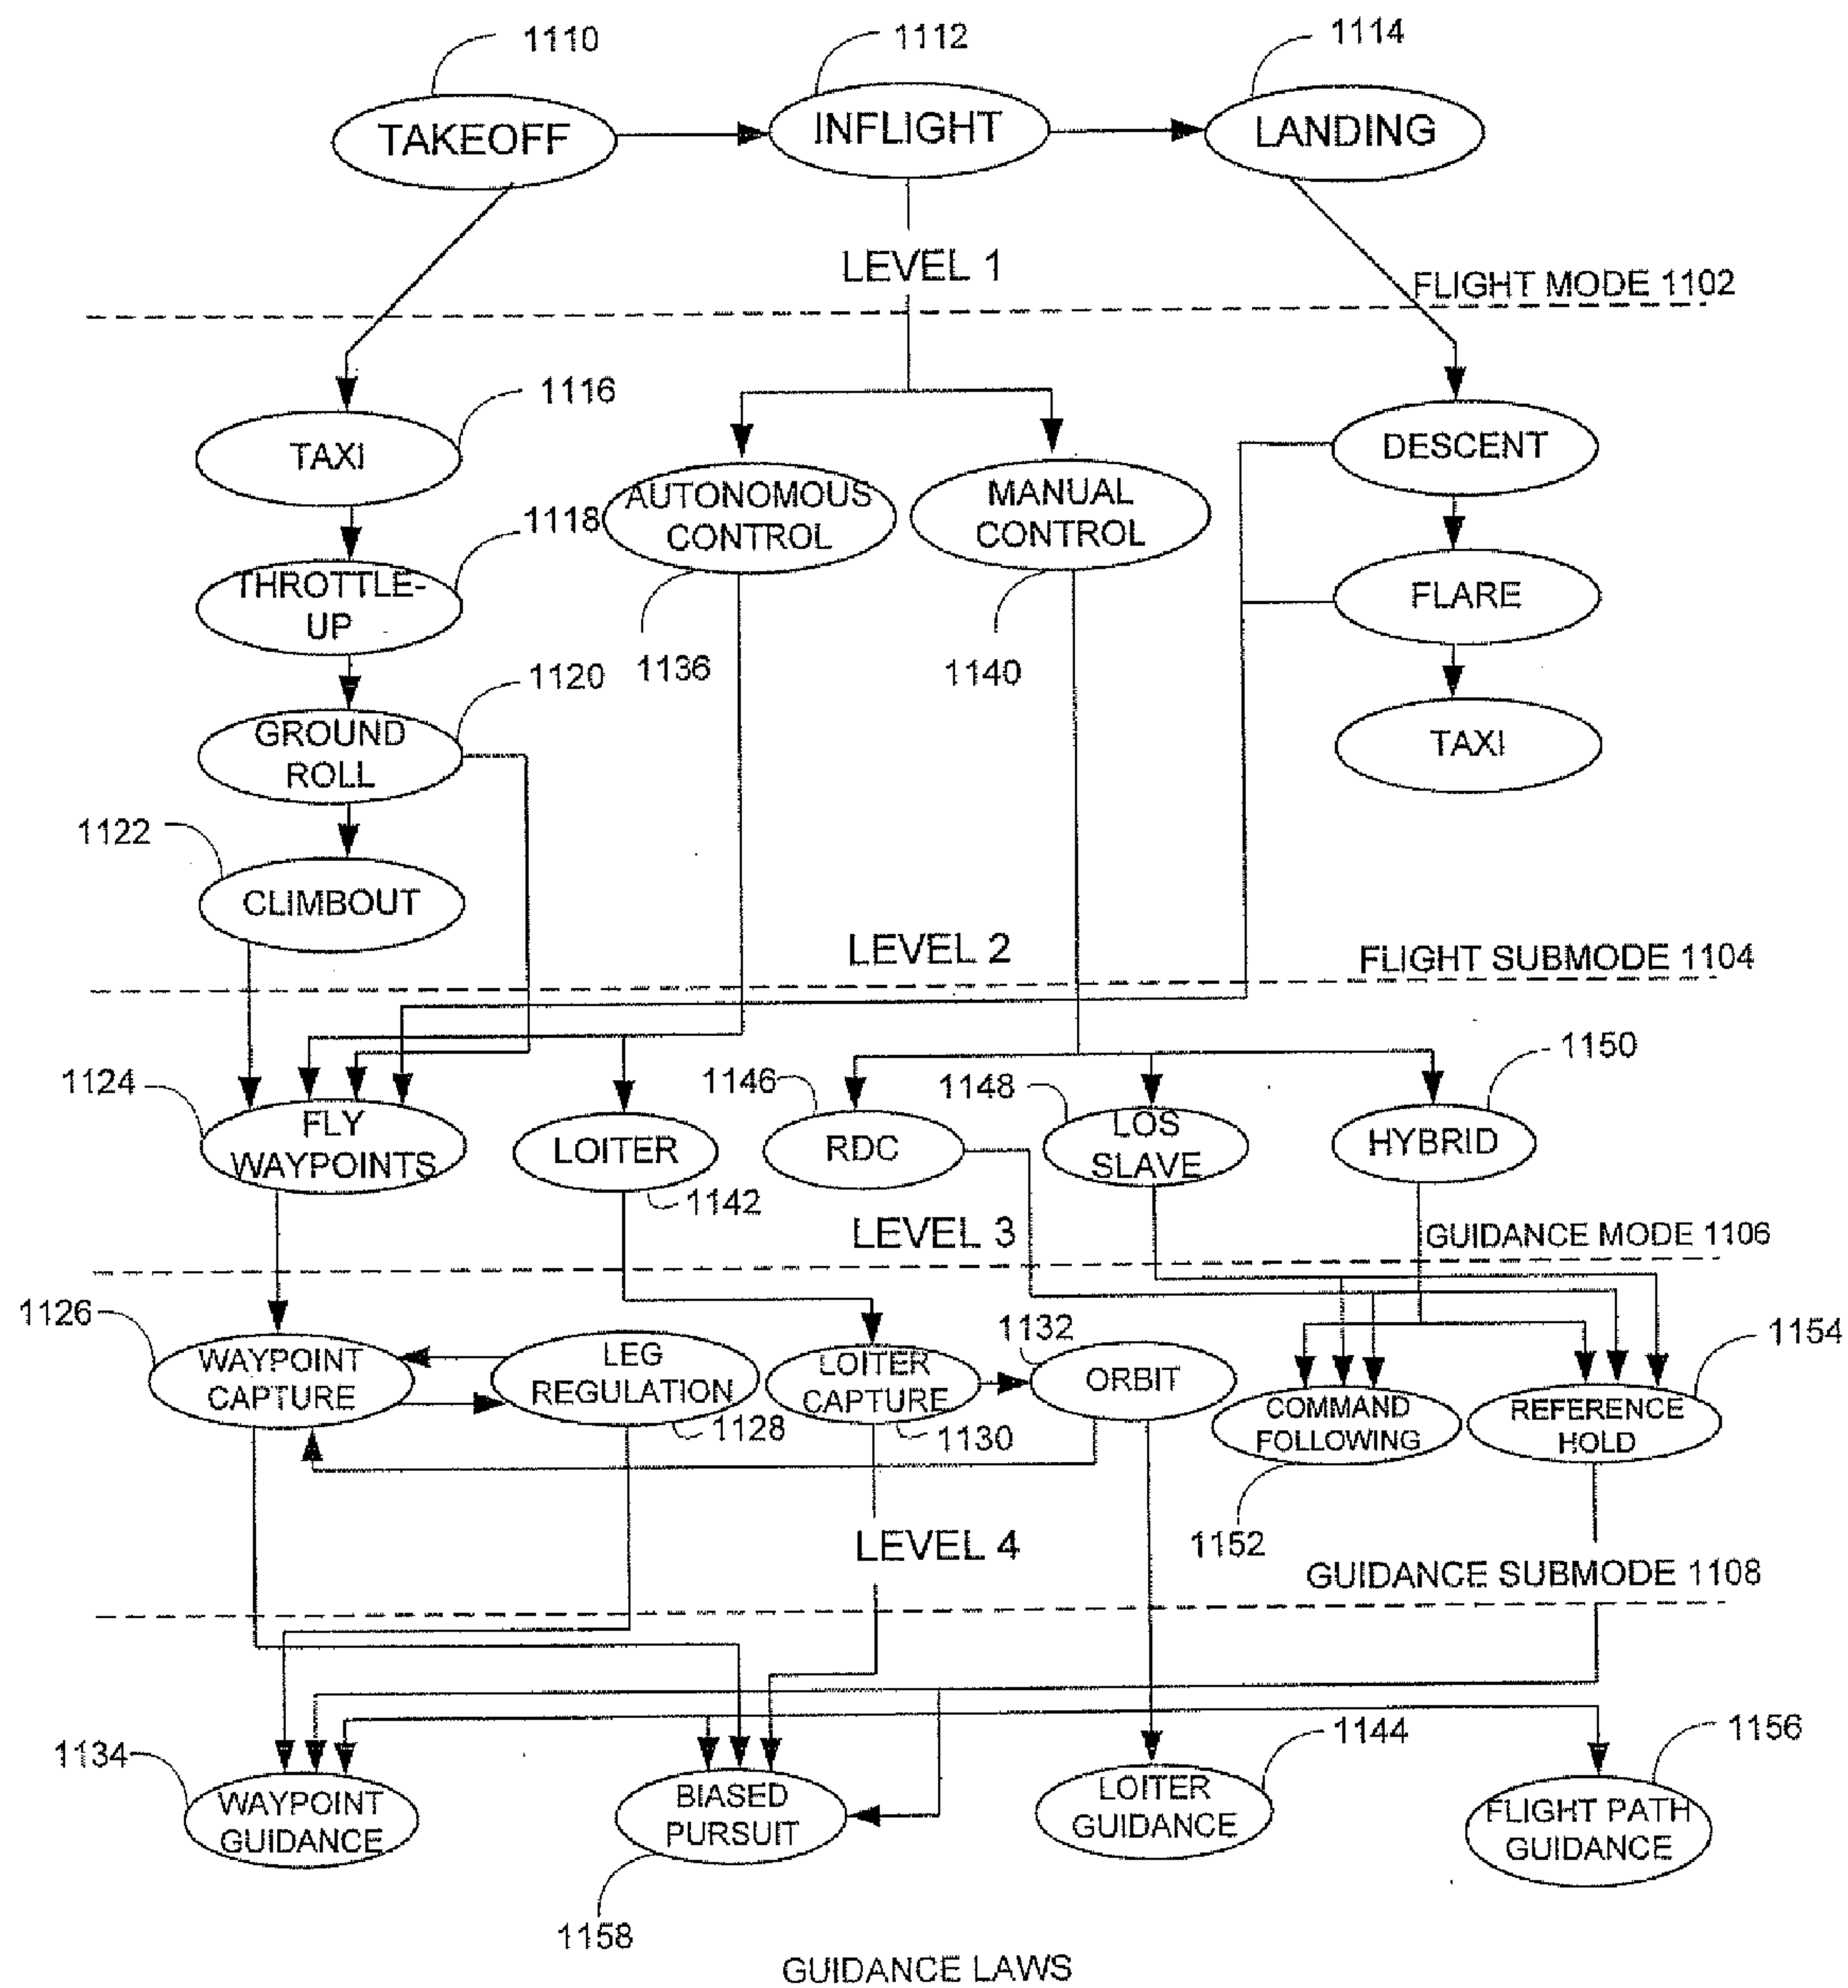 1110
1112
1114
TAKEOFF
INFLIGHT
LANDING
LEVEL 1
FLIGHT MODE 1102
1116
TAXI
DESCENT
AUTONOMOUS
CONTROL
MANUAL
CONTROL
1118
THROTTLE-
UP
FLARE
1136
1140
1120
GROUND
ROLL
TAXI
1122
CLIMBOUT
LEVEL 2
FLIGHT SUBMODE 1104
1124
1146
1148
1150
FLY
WAYPOINTS
LOITER
RDC
LOS
SLAVE
HYBRID
1142
LEVEL 3
GUIDANCE MODE 1106
1126
1132
1154
WAYPOINT
CAPTURE
LEG
REGULATION
LOITER
CAPTURE
ORBIT
COMMAND
FOLLOWING
REFERENCE
HOLD
1128
1130
1152
LEVEL 4
GUIDANCE SUBMODE 1108
1134
1144
1156
WAYPOINT
GUIDANCE
BIASED
PURSUIT
LOITER
GUIDANCE
FLIGHT PATH
GUIDANCE
1158
GUIDANCE LAWS